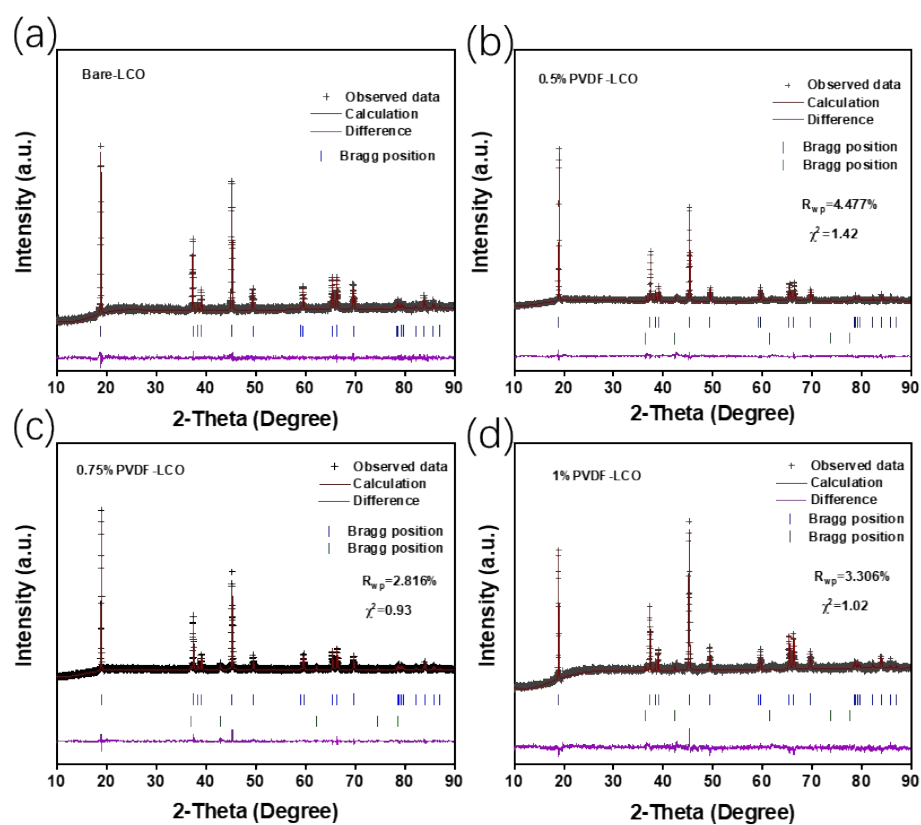 (a)
Bare-LCO
Observed data
Calculation
Difference
Bragg position
Intensity (a.u.)
10 20 30 40 50 60 70 80 90
2-Theta (Degree)
(b)
0.5% PVDF-LCO
Observed data
Calculation
Difference
Bragg position
Bragg position
Rwp=4.477%
χ²=1.42
Intensity (a.u.)
10 20 30 40 50 60 70 80 90
2-Theta (Degree)
(c)
0.75% PVDF-LCO
Observed data
Calculation
Difference
Bragg position
Bragg position
Rwp=2.816%
χ²=0.93
Intensity (a.u.)
10 20 30 40 50 60 70 80 90
2-Theta (Degree)
(d)
1% PVDF-LCO
Observed data
Calculation
Difference
Bragg position
Bragg position
Rwp=3.306%
χ²=1.02
Intensity (a.u.)
10 20 30 40 50 60 70 80 90
2-Theta (Degree)